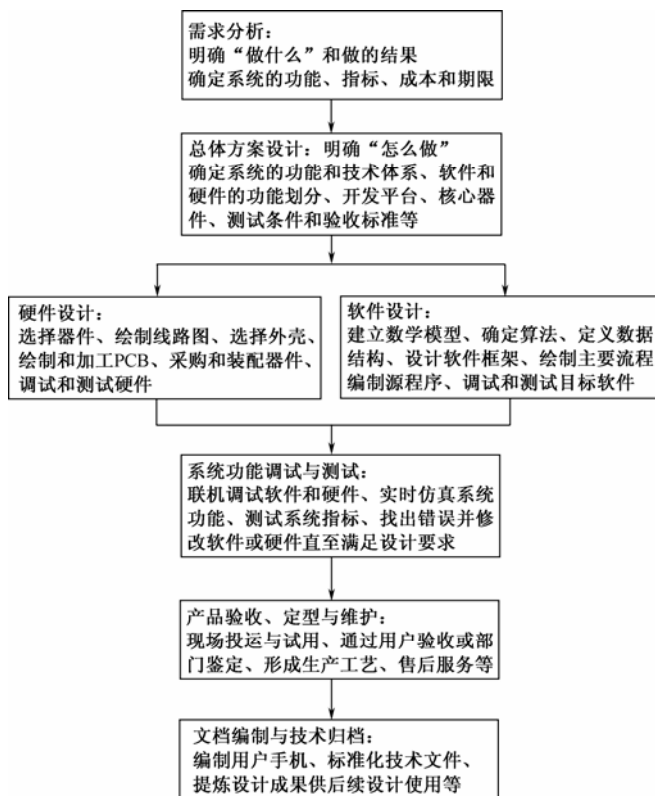 需求分析：
明确“做什么”和做的结果
确定系统的功能、指标、成本和期限
总体方案设计：明确“怎么做”
确定系统的功能和技术体系、软件和
硬件的功能划分、开发平台、核心器
件、测试条件和验收标准等
硬件设计：
选择器件、绘制线路图、选择外壳、
绘制和加工PCB、采购和装配器件、
调试和测试硬件
软件设计：
建立数学模型、确定算法、定义数据
结构、设计软件框架、绘制主要流程
编制源程序、调试和测试目标软件
系统功能调试与测试：
联机调试软件和硬件、实时仿真系统
功能、测试系统指标、找出错误并修
改软件或硬件直至满足设计要求
产品验收、定型与维护：
现场投运与试用、通过用户验收或部
门鉴定、形成生产工艺、售后服务等
文档编制与技术归档：
编制用户手机、标准化技术文件、
提炼设计成果供后续设计使用等